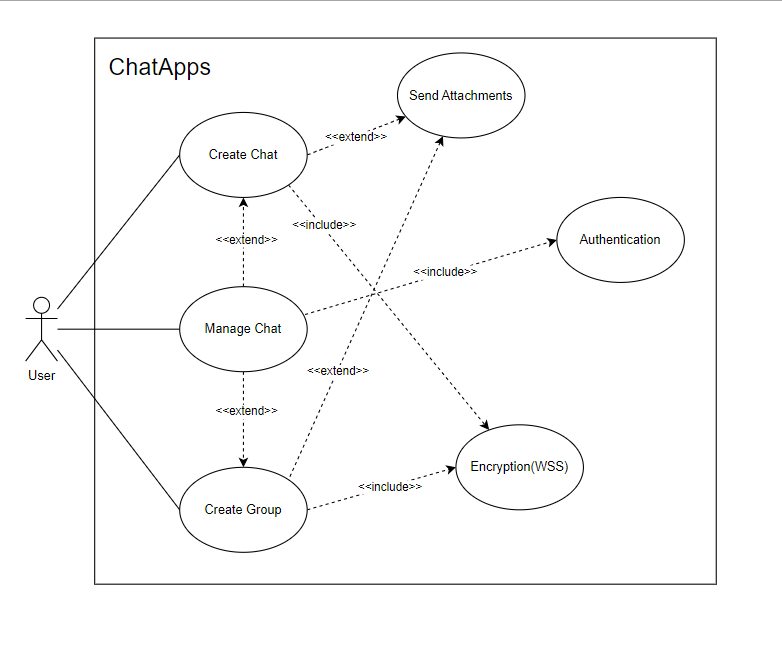 ChatApps
Send Attachments
<<extend>>
Create Chat
<<include>>
<<extend>>
Authentication
<<include>>
Manage Chat
User
<<extend>>
<<extend>>
Encryption(WSS)
<<include>>
Create Group